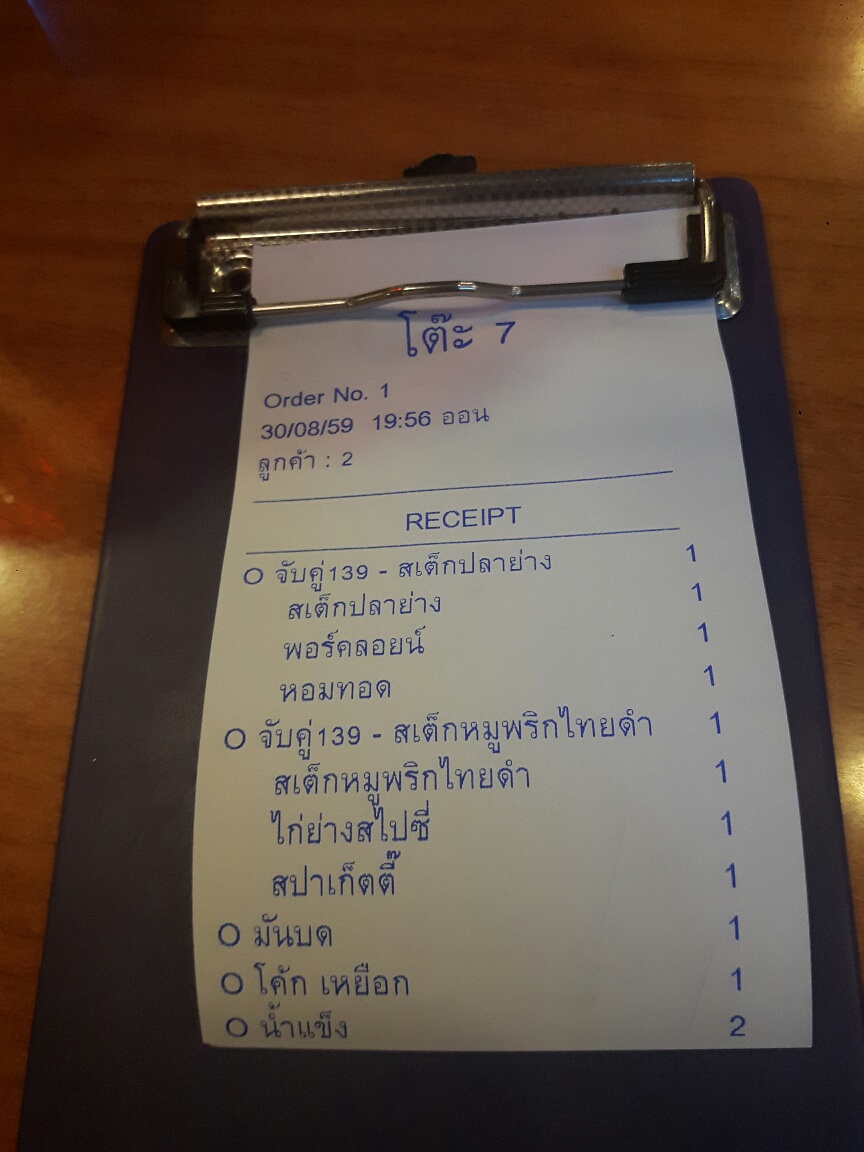 โต๊ะ 7
Order No. 1
30/08/59 19:56 ออน
ลูกค้า : 2
RECEIPT
O จับคู่139 - สเต็กปลาย่าง 1
สเต็กปลาย่าง 1
พอร์คลอยน์ 1
หอมทอด 1
O จับคู่139 - สเต็กหมูพริกไทยดำ 1
สเต็กหมูพริกไทยดำ 1
ไก่ย่างสไปซี่ 1
สปาเก็ตตี๊ 1
O มันบด 1
O โค้ก เหยือก 1
O น้ำแข็ง 2